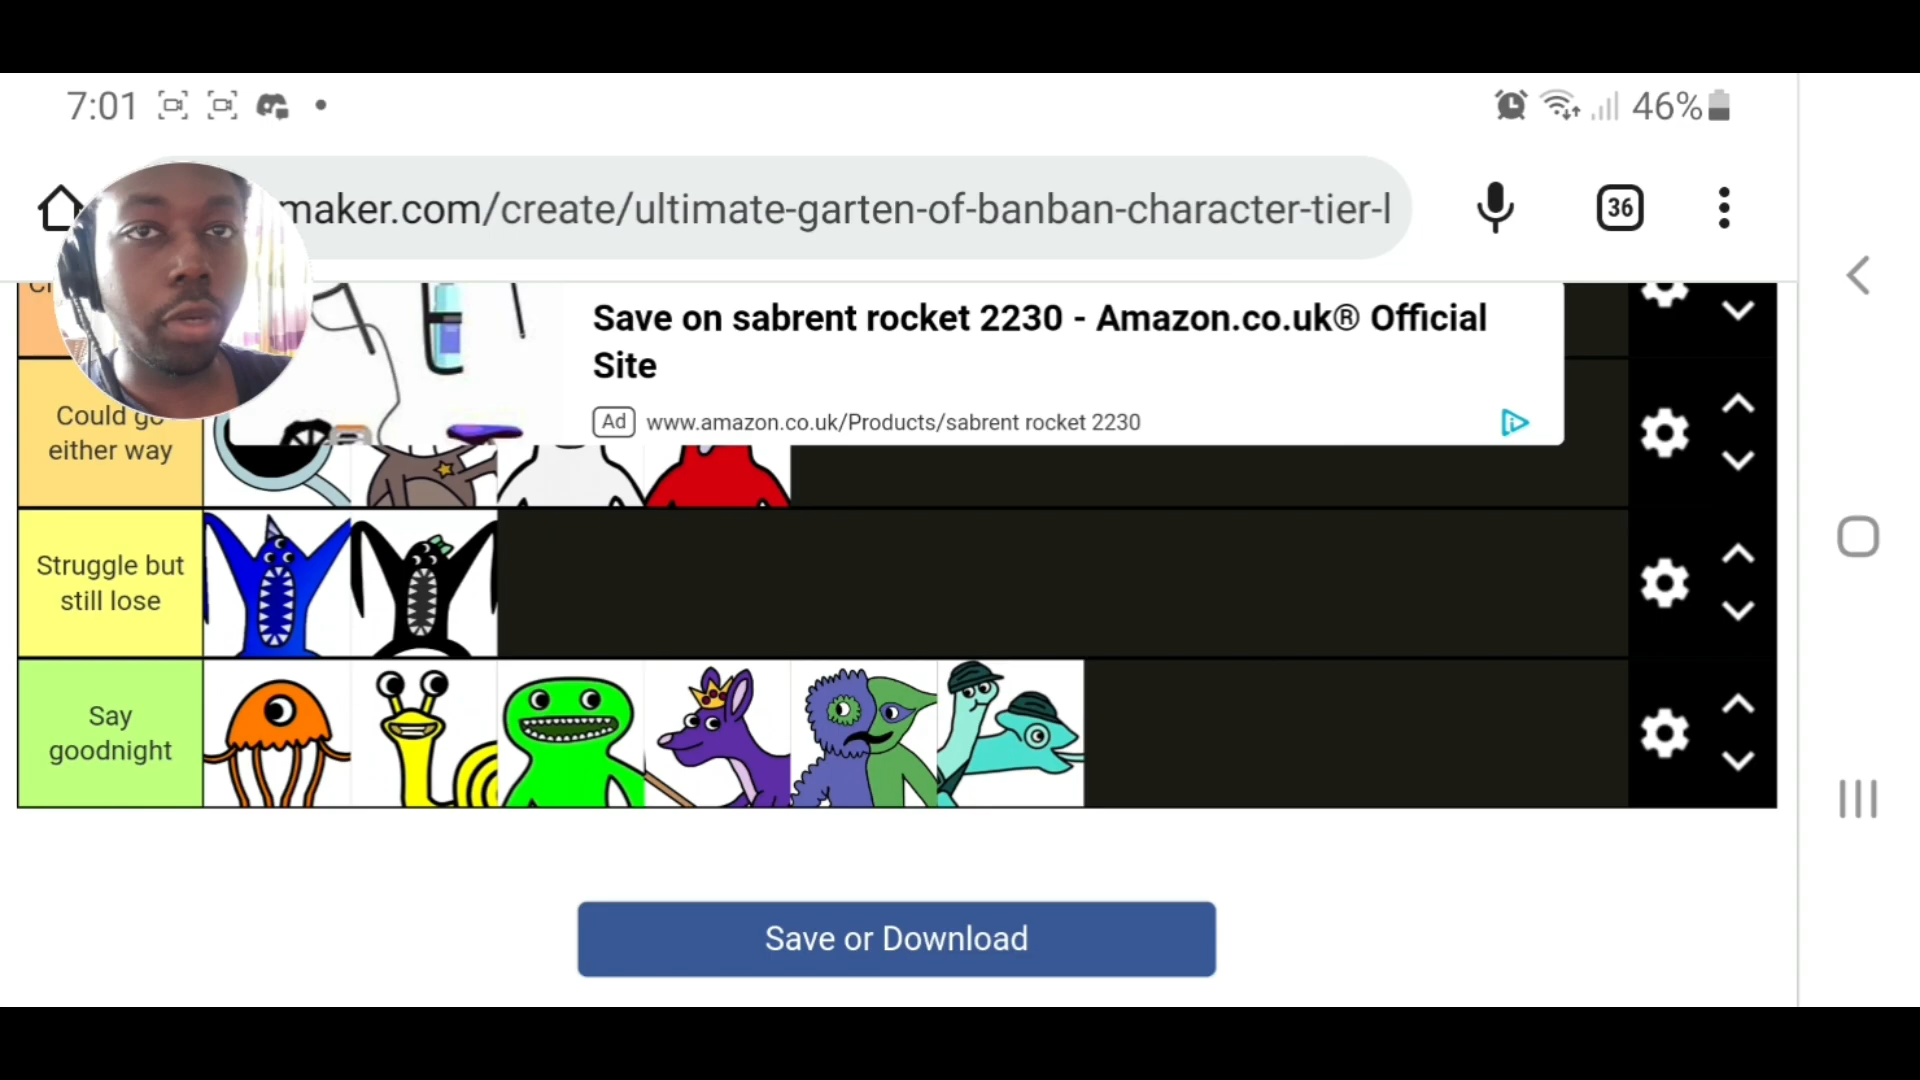 7:01
46%
maker.com/create/ultimate-garten-of-banban-character-tier-l
36
Save on sabrent rocket 2230 - Amazon.co.uk® Official
Site
Ad www.amazon.co.uk/Products/sabrent rocket 2230
Could go
either way
Struggle but
still lose
Say
goodnight
Save or Download